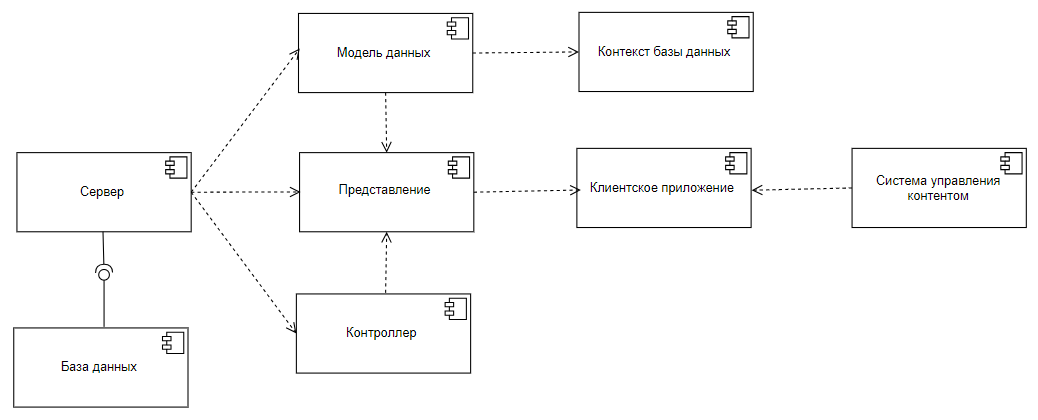 Модель данных
Контекст базы данных
Сервер
Представление
Клиентское приложение
Система управления
контентом
Контроллер
База данных